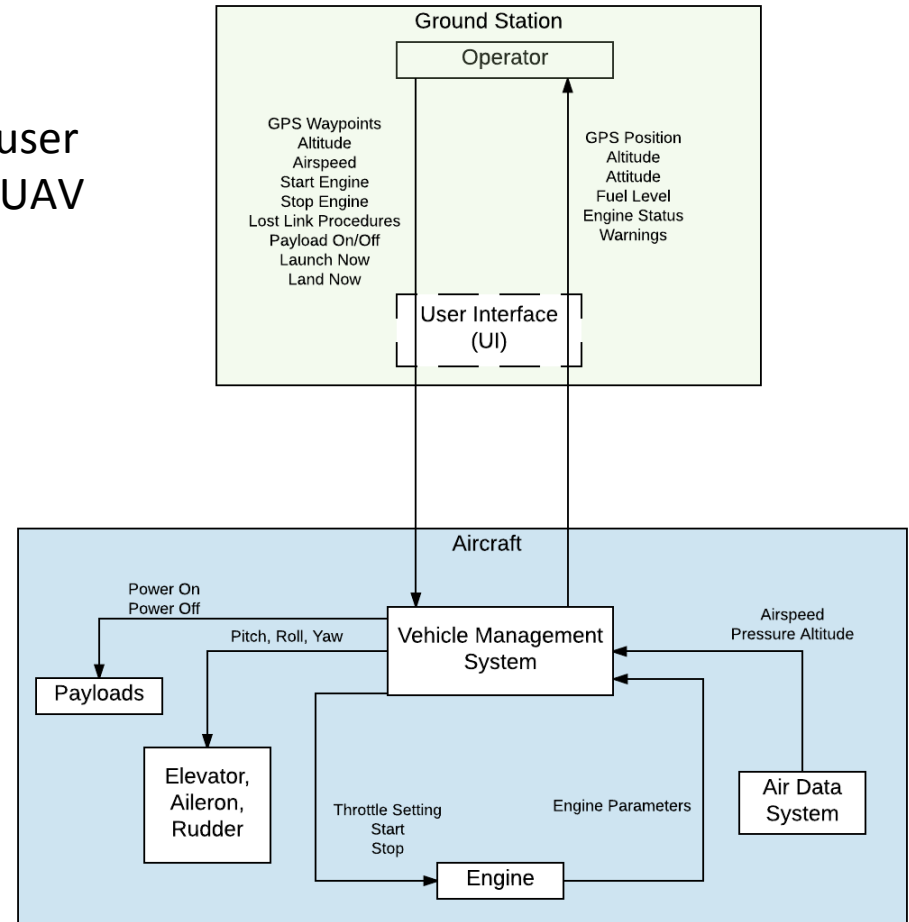 user
UAV
Ground Station
Operator
GPS Waypoints
Altitude
Airspeed
Start Engine
Stop Engine
Lost Link Procedures
Payload On/Off
Launch Now
Land Now
GPS Position
Altitude
Attitude
Fuel Level
Engine Status
Warnings
User Interface
(UI)
Aircraft
Power On
Power Off
Pitch, Roll, Yaw
Vehicle Management
System
Airspeed
Pressure Altitude
Payloads
Elevator,
Aileron,
Rudder
Throttle Setting
Start
Stop
Engine Parameters
Air Data
System
Engine